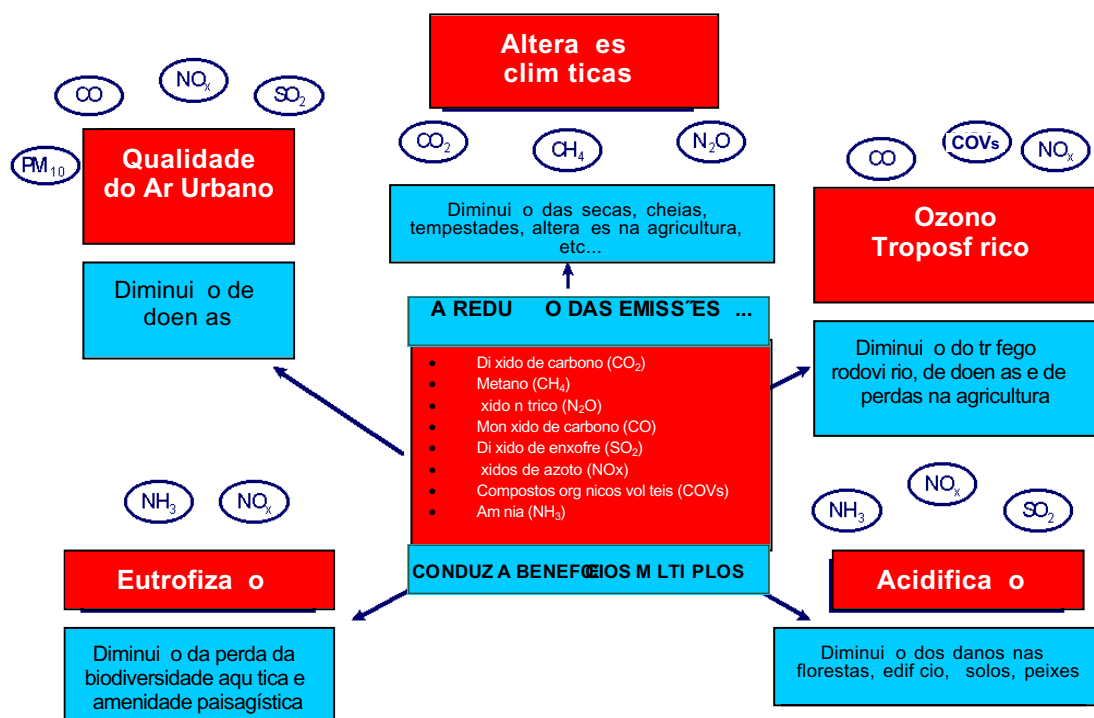 Altera es
clim ticas
CO
NOₓ
SO₂
PM₁₀
Qualidade
do Ar Urbano
Diminui o de
doen as
CO₂
CH₄
N₂O
Diminui o das secas, cheias,
tempestades, altera es na agricultura,
etc...
CO
COVs
NOₓ
Ozono
Troposf rico
Diminui o do tr fego
rodovi rio, de doen as e de
perdas na agricultura
A REDU O DAS EMISS˝ES ...
• Di xido de carbono (CO₂)
• Metano (CH₄)
• xido n trico (N₂O)
• Mon xido de carbono (CO)
• Di xido de enxofre (SO₂)
• xidos de azoto (NOx)
• Compostos org nicos vol teis (COVs)
• Am nia (NH₃)
CONDUZ A M LTI PLOS
NH₃
NOₓ
Eutrofiza o
Diminui o da perda da
biodiversidade aqu tica e
amenidade paisagística
NH₃
NOₓ
SO₂
Acidifica o
Diminui o dos danos nas
florestas, edif cio, solos, peixes